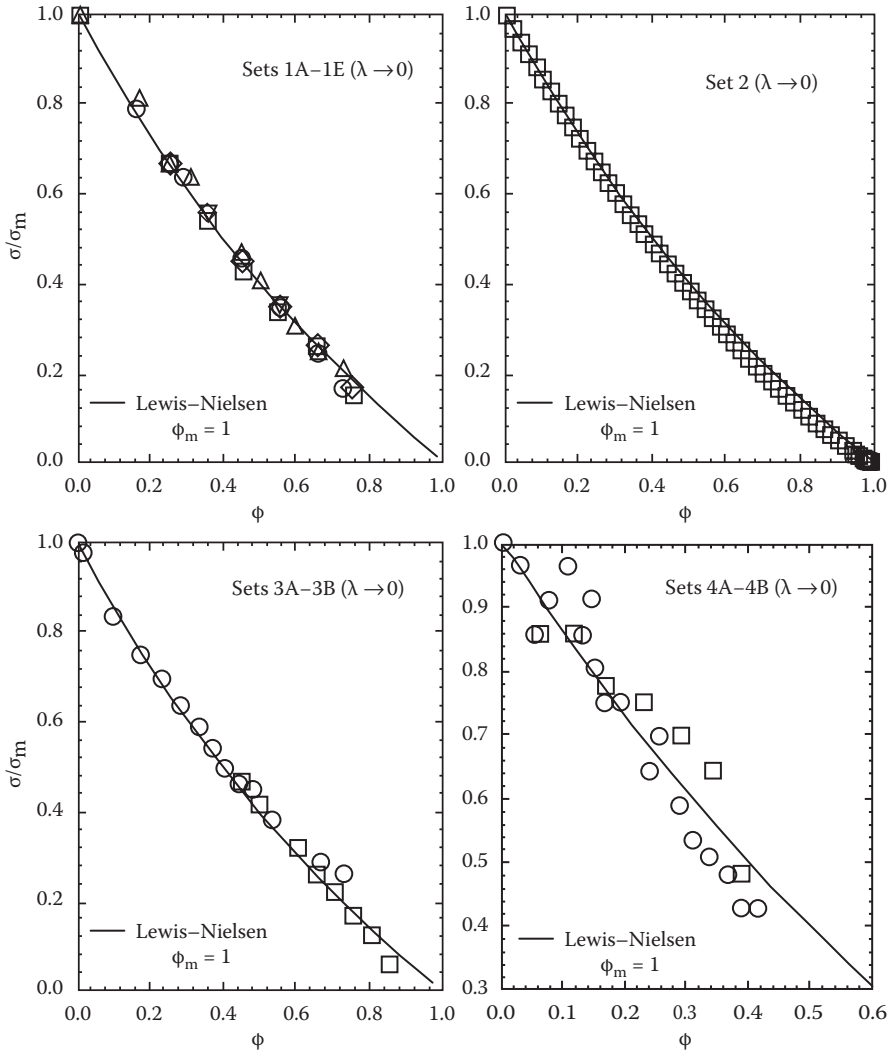 1.0
0.8
0.6
0.4
0.2
0.0
σ/σm
Sets 1A–1E (λ →0)
Lewis–Nielsen
ϕm = 1
0.0 0.2 0.4 0.6 0.8 1.0
ϕ
1.0
0.8
0.6
0.4
0.2
0.0
Set 2 (λ →0)
Lewis–Nielsen
ϕm = 1
0.0 0.2 0.4 0.6 0.8 1.0
ϕ
1.0
0.8
0.6
0.4
0.2
0.0
σ/σm
Sets 3A–3B (λ →0)
Lewis–Nielsen
ϕm = 1
0.0 0.2 0.4 0.6 0.8 1.0
ϕ
1.0
0.9
0.8
0.7
0.6
0.5
0.4
0.3
Sets 4A–4B (λ →0)
Lewis–Nielsen
ϕm = 1
0.0 0.1 0.2 0.3 0.4 0.5 0.6
ϕ